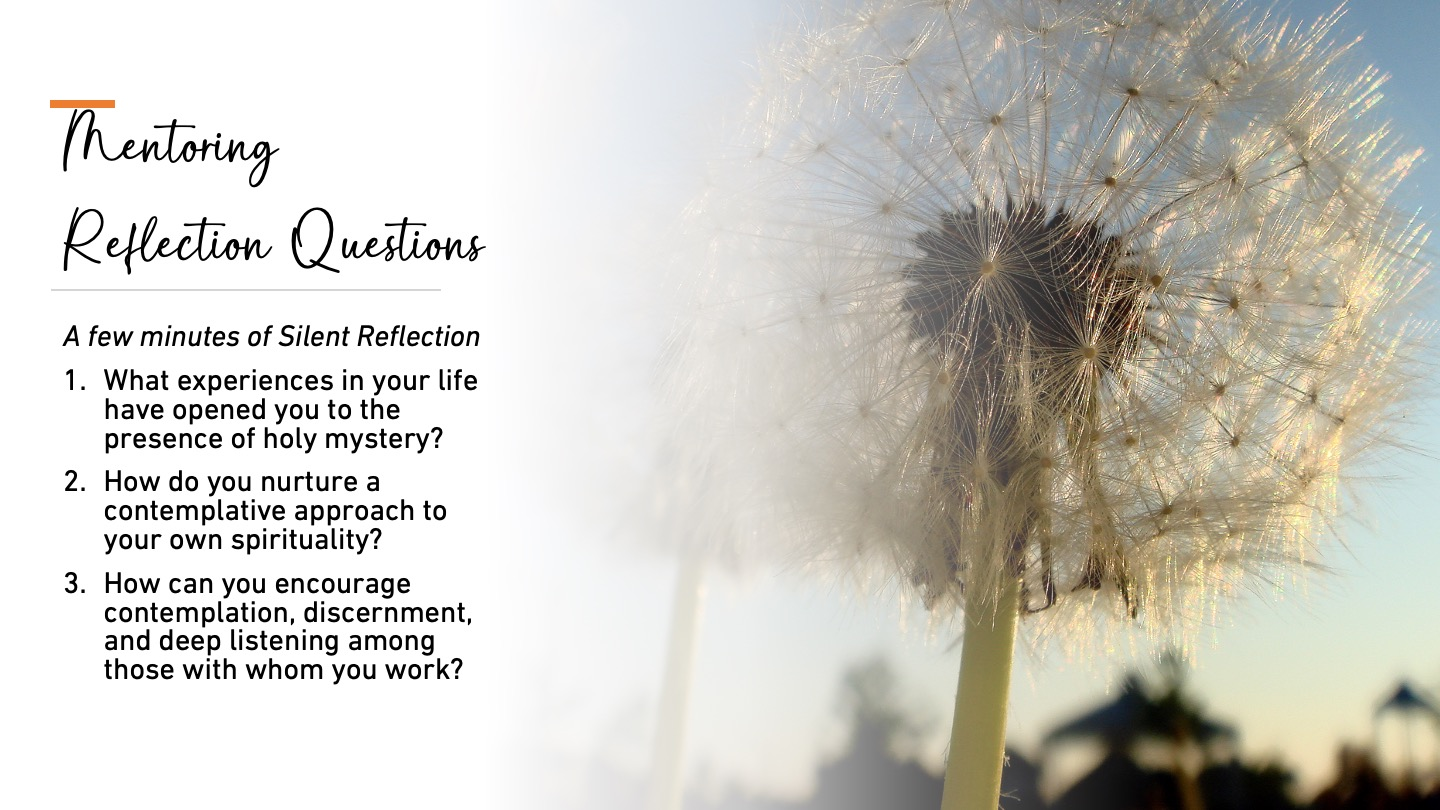 Mentoring
Reflection Questions
A few minutes of Silent Reflection
1. What experiences in your life
have opened you to the
presence of holy mystery?
2. How do you nurture a
contemplative approach to
your own spirituality?
3. How can you encourage
contemplation, discernment,
and deep listening among
those with whom you work?